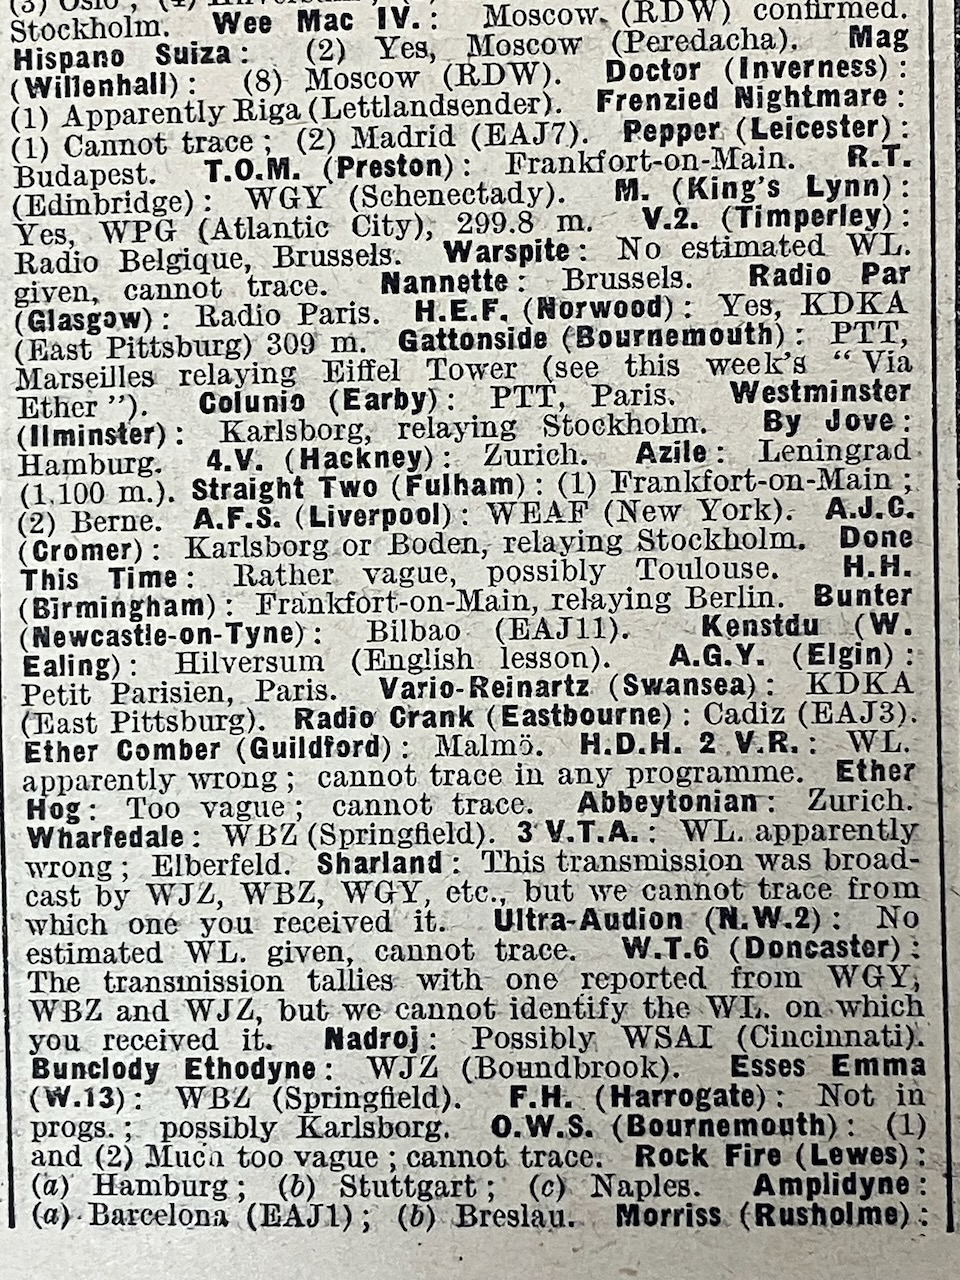 (3) Oslo; (4) Hilversum;
Stockholm. Wee Mac IV.: Moscow. (RDW) confirmed.
Hispano Suiza: (2) Yes, Moscow (Peredacha). Mag
(Willenhall): (8) Moscow (RDW). Doctor (Inverness):
(1) Apparently Riga (Lettlandsender). Frenzied Nightmare:
(1) Cannot trace; (2) Madrid (EAJ7). Pepper (Leicester):
Budapest. T.O.M. (Preston): Frankfort-on-Main. R.T.
(Edinbridge): WGY (Schenectady). M. (King's Lynn):
Yes, WPG (Atlantic City), 299.8 m. V.2. (Timperley):
Radio Belgique, Brussels. Warspite: No estimated WL.
given, cannot trace. Nannette: Brussels. Radio Par
(Glasgow): Radio Paris. H.E.F. (Norwood): Yes, KDKA
(East Pittsburg) 309 m. Gattonside (Bournemouth): PTT,
Marseilles relaying Eiffel Tower (see this week's "Via
Ether"). Colunio (Earby): PTT, Paris. Westminster
(Ilminster): Karlsborg, relaying Stockholm. By Jove:
Hamburg. 4.V. (Hackney): Zurich. Azile: Leningrad
(1,100 m.). Straight Two (Fulham): (1) Frankfort-on-Main;
(2) Berne. A.F.S. (Liverpool): WEAF (New York). A.J.C.
(Cromer): Karlsborg or Boden, relaying Stockholm. Done
This Time: Rather vague, possibly Toulouse. H.H.
(Birmingham): Frankfort-on-Main, relaying Berlin. Bunter
(Newcastle-on-Tyne): Bilbao (EAJ11). Kenstdu (W.
Ealing): Hilversum (English lesson). A.G.Y. (Elgin):
Petit Parisien, Paris. Vario-Reinartz (Swansea): KDKA
(East Pittsburg). Radio Crank (Eastbourne): Cadiz (EAJ3).
Ether Comber (Guildford): Malmö. H.D.H. 2 V.R.: WL.
apparently wrong; cannot trace in any programme. Ether
Hog: Too vague; cannot trace. Abbeytonian: Zurich.
Wharfedale: WBZ (Springfield). 3 V.T.A.: WL. apparently
wrong; Elberfeld. Sharland: This transmission was broad-
cast by WJZ, WBZ, WGY, etc., but we cannot trace from
which one you received it. Ultra-Audion (N.W.2): No
estimated WL. given, cannot trace. W.T.6 (Doncaster):
The transmission tallies with one reported from WGY,
WBZ and WJZ, but we cannot identify the WL. on which
you received it. Nadroj: Possibly WSAI (Cincinnati).
Bunclody Ethodyne: WJZ (Boundbrook). Esses Emma
(W.13): WBZ (Springfield). F.H. (Harrogate): Not in
progs.; possibly Karlsborg. O.W.S. (Bournemouth): (1)
and (2) Much too vague; cannot trace. Rock Fire (Lewes):
(a) Hamburg; (b) Stuttgart; (c) Naples. Amplidyne:
(a) Barcelona (EAJ1); (b) Breslau. Morriss (Rusholme):